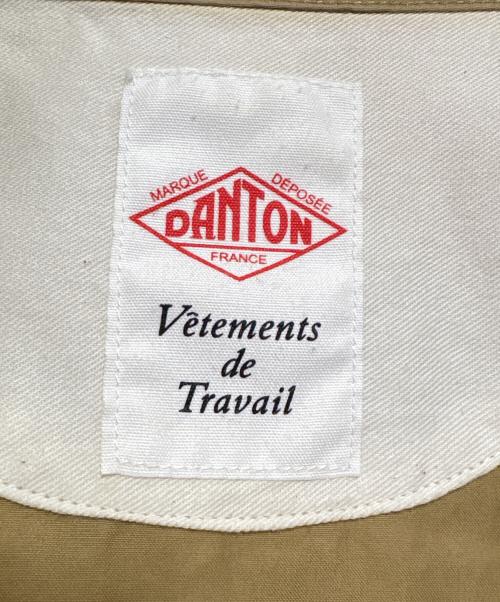 MARQUE DÉPOSÉE
DANTON
FRANCE
Vêtements
de
Travail